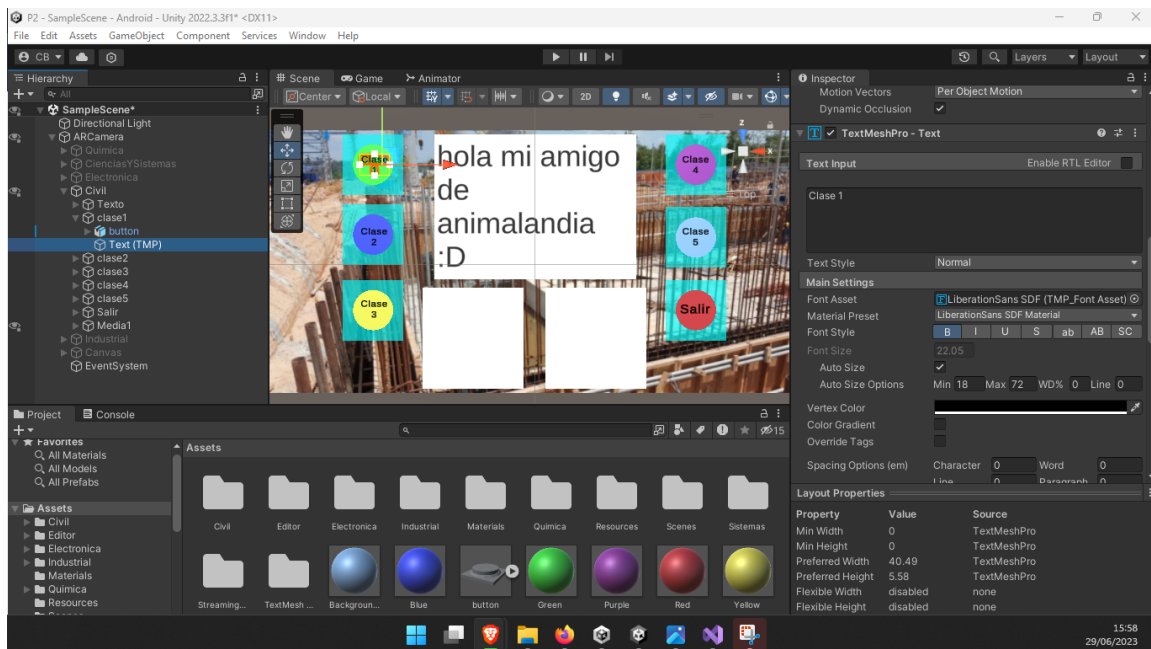 P2 - SampleScene - Android - Unity 2022.3.3f1* <DX11>
File Edit Assets GameObject Component Services Window Help
CB Layers Layout
Hierarchy
All
SampleScene*
Directional Light
ARCamera
Quimica
CienciasYSistemas
Electronica
Civil
Texto
clase1
button
Text (TMP)
clase2
clase3
clase4
clase5
Salir
Media1
Industrial
Canvas
EventSystem
Scene Game Animator
Center Local 2D
Clase
1
Clase
2
Clase
3
hola mi amigo
de
animalandia
:D
Clase
4
Clase
5
Salir
z
x
Top
Inspector
Motion Vectors Per Object Motion
Dynamic Occlusion
TextMeshPro - Text
Text Input Enable RTL Editor
Clase 1
Text Style Normal
Main Settings
Font Asset LiberationSans SDF (TMP_Font Asset)
Material Preset LiberationSans SDF Material
Font Style B I U S ab AB SC
Font Size 22.05
Auto Size
Auto Size Options Min 18 Max 72 WD% 0 Line 0
Vertex Color
Color Gradient
Override Tags
Spacing Options (em) Character 0 Word 0
Line 0 Paragraph 0
Layout Properties
Property Value Source
Min Width 0 TextMeshPro
Min Height 0 TextMeshPro
Preferred Width 40.49 TextMeshPro
Preferred Height 5.58 TextMeshPro
Flexible Width disabled none
Flexible Height disabled none
Project Console
15
Favorites
All Materials
All Models
All Prefabs
Assets
Civil
Editor
Electronica
Industrial
Materials
Quimica
Resources
Assets
Civil Editor Electronica Industrial Materials Quimica Resources Scenes Sistemas
Streaming... TextMesh ... Backgroun... Blue button Green Purple Red Yellow
15:58
29/06/2023